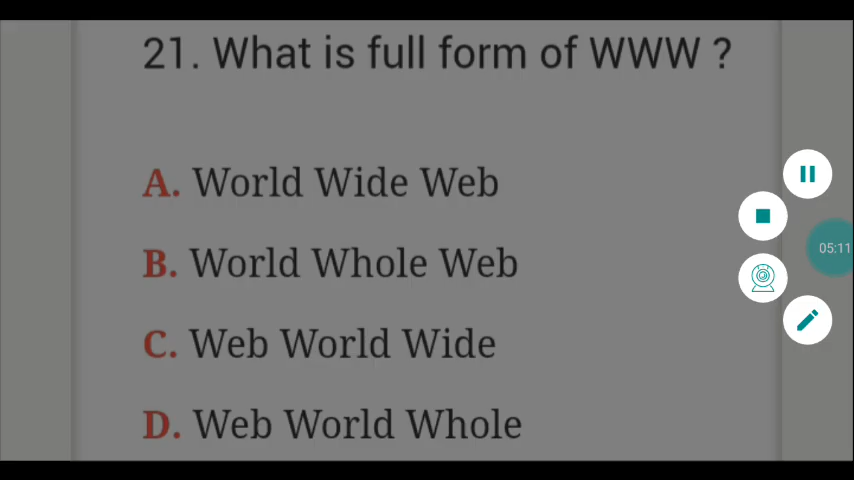 21. What is full form of WWW ?
A. World Wide Web
B. World Whole Web
C. Web World Wide
D. Web World Whole
05:11